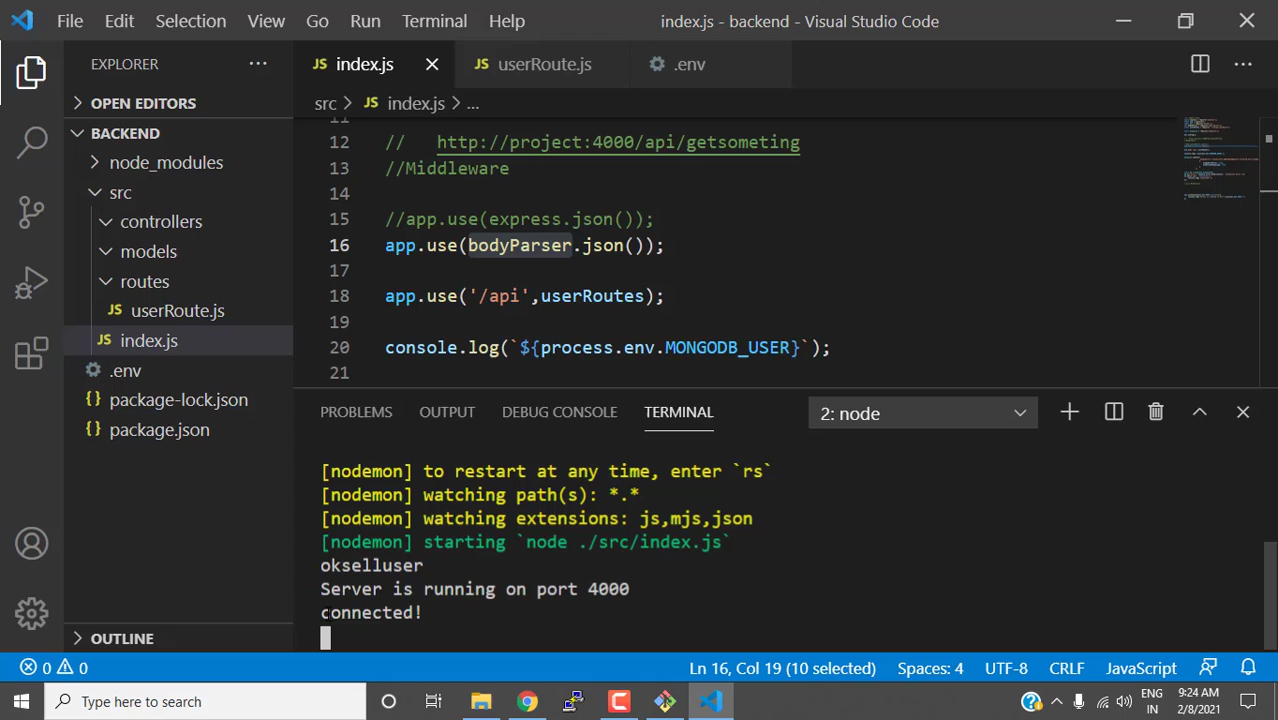 File Edit Selection View Go Run Terminal Help index.js - backend - Visual Studio Code
EXPLORER
JS index.js
JS userRoute.js
.env
OPEN EDITORS
src > JS index.js > ...
BACKEND
node_modules
src
controllers
models
routes
JS userRoute.js
JS index.js
.env
{} package-lock.json
{} package.json
OUTLINE
11
12 // http://project:4000/api/getsometing
13 //Middleware
14
15 //app.use(express.json());
16 app.use(bodyParser.json());
17
18 app.use('/api',userRoutes);
19
20 console.log(`${process.env.MONGODB_USER}`);
21
PROBLEMS OUTPUT DEBUG CONSOLE TERMINAL 2: node
[nodemon] to restart at any time, enter `rs`
[nodemon] watching path(s): *.*
[nodemon] watching extensions: js,mjs,json
[nodemon] starting `node ./src/index.js`
okselluser
Server is running on port 4000
connected!
0 0 Ln 16, Col 19 (10 selected) Spaces: 4 UTF-8 CRLF JavaScript
Type here to search
ENG
IN
9:24 AM
2/8/2021